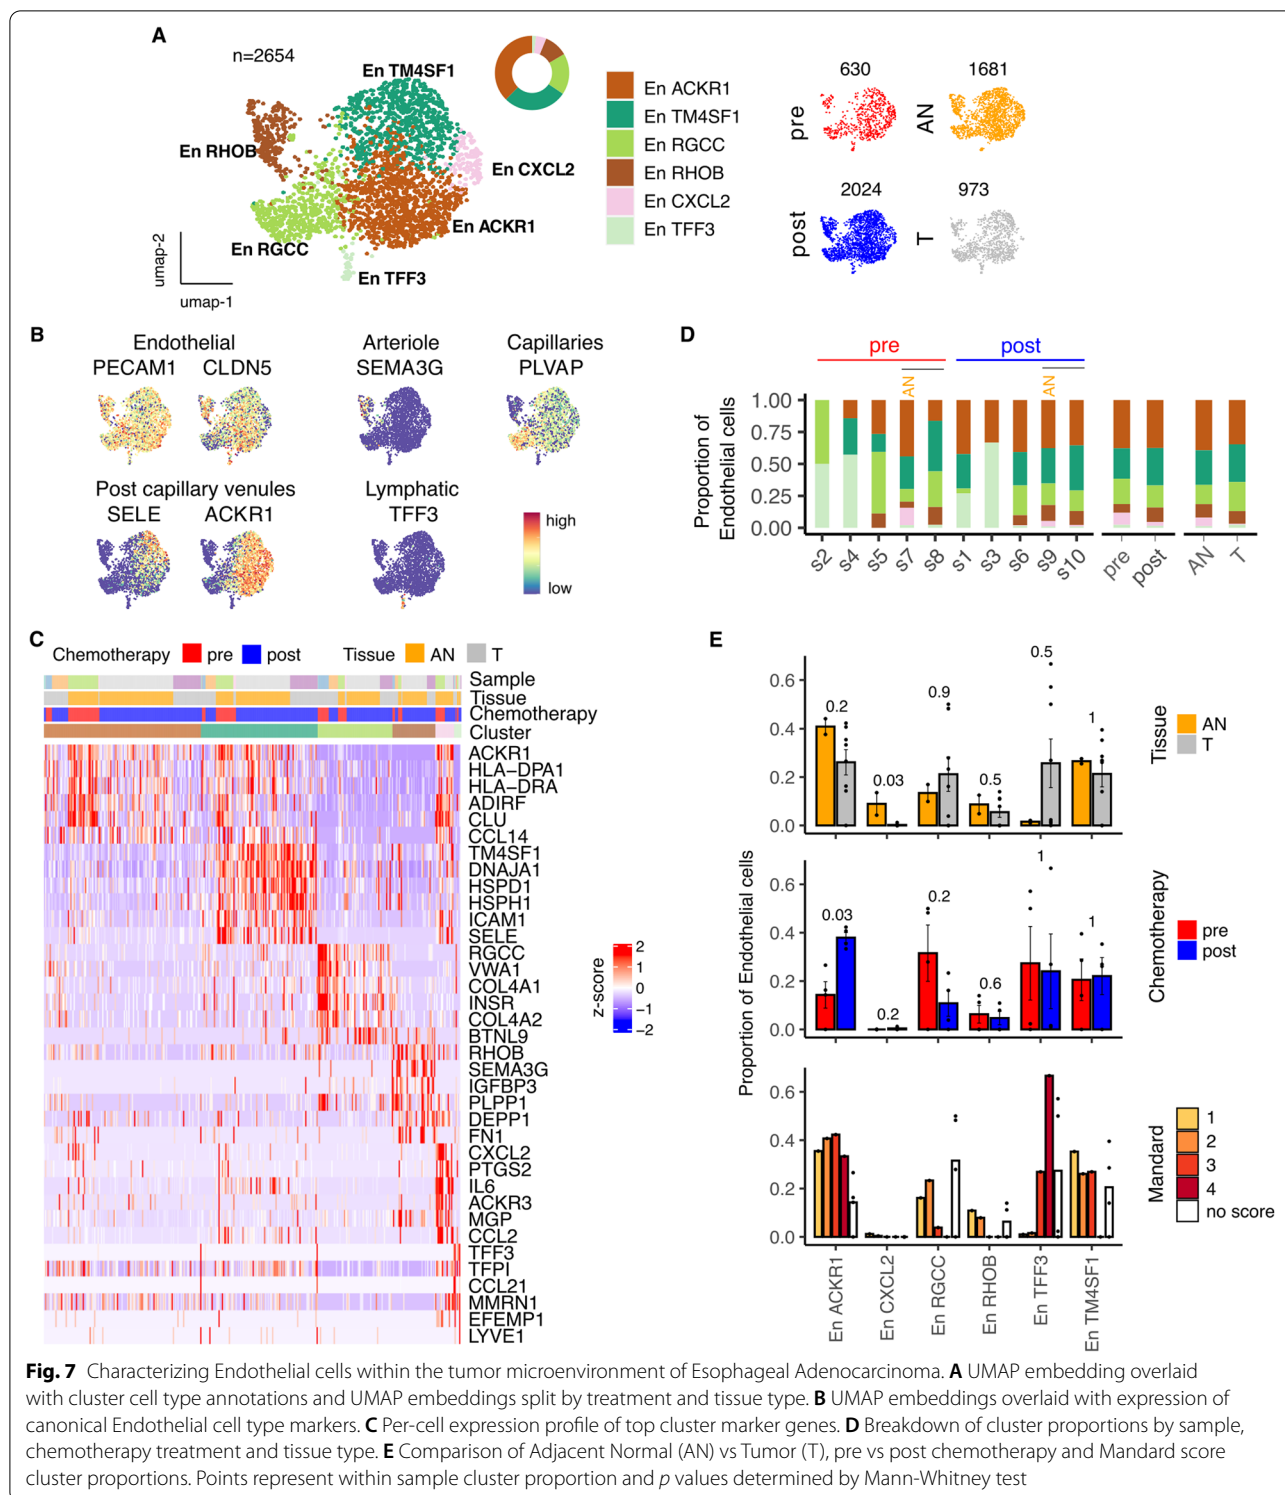 A
n=2654
En TM4SF1
En RHOB
En CXCL2
En ACKR1
En RGCC
En TFF3
umap-2
umap-1
En ACKR1
En TM4SF1
En RGCC
En RHOB
En CXCL2
En TFF3
630
1681
pre
AN
2024
973
post
T
B
Endothelial
PECAM1 CLDN5
Arteriole
SEMA3G
Capillaries
PLVAP
Post capillary venules
SELE ACKR1
Lymphatic
TFF3
high
low
D
pre
post
AN
AN
Proportion of
Endothelial cells
1.00
0.75
0.50
0.25
0.00
s2
s4
s5
s7
s8
s1
s3
s6
s9
s10
pre
post
AN
T
C
Chemotherapy pre post Tissue AN T
Sample
Tissue
Chemotherapy
Cluster
ACKR1
HLA−DPA1
HLA−DRA
ADIRF
CLU
CCL14
TM4SF1
DNAJA1
HSPD1
HSPH1
ICAM1
SELE
RGCC
VWA1
COL4A1
INSR
COL4A2
BTNL9
RHOB
SEMA3G
IGFBP3
PLPP1
DEPP1
FN1
CXCL2
PTGS2
IL6
ACKR3
MGP
CCL2
TFF3
TFPI
CCL21
MMRN1
EFEMP1
LYVE1
z-score
2
1
0
−1
−2
E
Proportion of Endothelial cells
0.6
0.4
0.2
0.0
0.2
0.03
0.9
0.5
0.5
1
Tissue
AN
T
0.6
0.4
0.2
0.0
0.03
0.2
0.2
0.6
1
1
Chemotherapy
pre
post
0.6
0.4
0.2
0.0
Mandard
1
2
3
4
no score
En ACKR1
En CXCL2
En RGCC
En RHOB
En TFF3
En TM4SF1
Fig. 7 Characterizing Endothelial cells within the tumor microenvironment of Esophageal Adenocarcinoma. A UMAP embedding overlaid
with cluster cell type annotations and UMAP embeddings split by treatment and tissue type. B UMAP embeddings overlaid with expression of
canonical Endothelial cell type markers. C Per-cell expression profile of top cluster marker genes. D Breakdown of cluster proportions by sample,
chemotherapy treatment and tissue type. E Comparison of Adjacent Normal (AN) vs Tumor (T), pre vs post chemotherapy and Mandard score
cluster proportions. Points represent within sample cluster proportion and p values determined by Mann-Whitney test